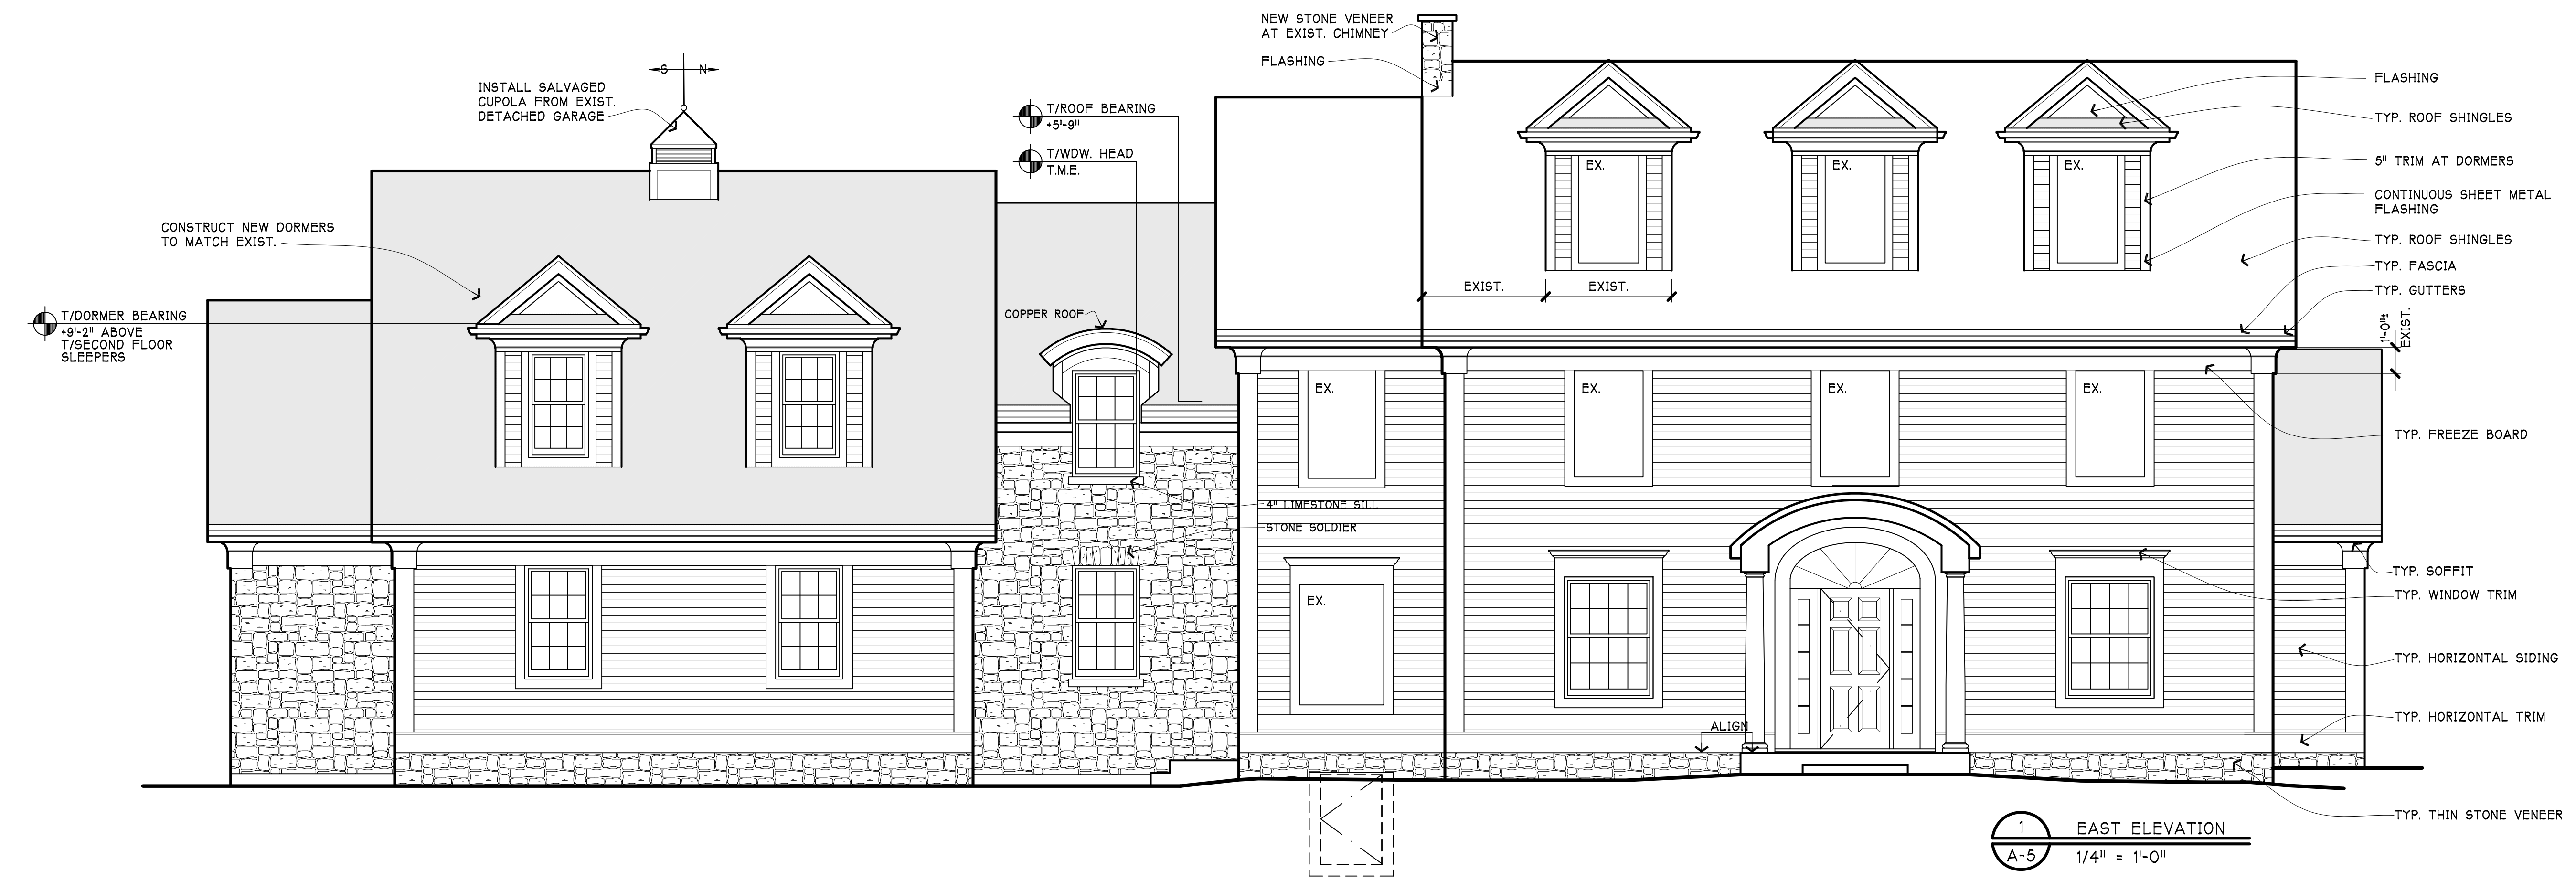 NEW STONE VENEER
AT EXIST. CHIMNEY
FLASHING
S N
INSTALL SALVAGED
CUPOLA FROM EXIST.
DETACHED GARAGE
T/ROOF BEARING
+5'-9"
T/WDW. HEAD
T.M.E.
CONSTRUCT NEW DORMERS
TO MATCH EXIST.
T/DORMER BEARING
+9'-2" ABOVE
T/SECOND FLOOR
SLEEPERS
COPPER ROOF
EX.
EX.
EX.
EXIST.
EXIST.
FLASHING
TYP. ROOF SHINGLES
5" TRIM AT DORMERS
CONTINUOUS SHEET METAL
FLASHING
TYP. ROOF SHINGLES
TYP. FASCIA
TYP. GUTTERS
1'-0"±
EXIST.
EX.
EX.
EX.
EX.
TYP. FREEZE BOARD
4" LIMESTONE SILL
STONE SOLDIER
EX.
TYP. SOFFIT
TYP. WINDOW TRIM
TYP. HORIZONTAL SIDING
TYP. HORIZONTAL TRIM
ALIGN
TYP. THIN STONE VENEER
1
A-5
EAST ELEVATION
1/4" = 1'-0"